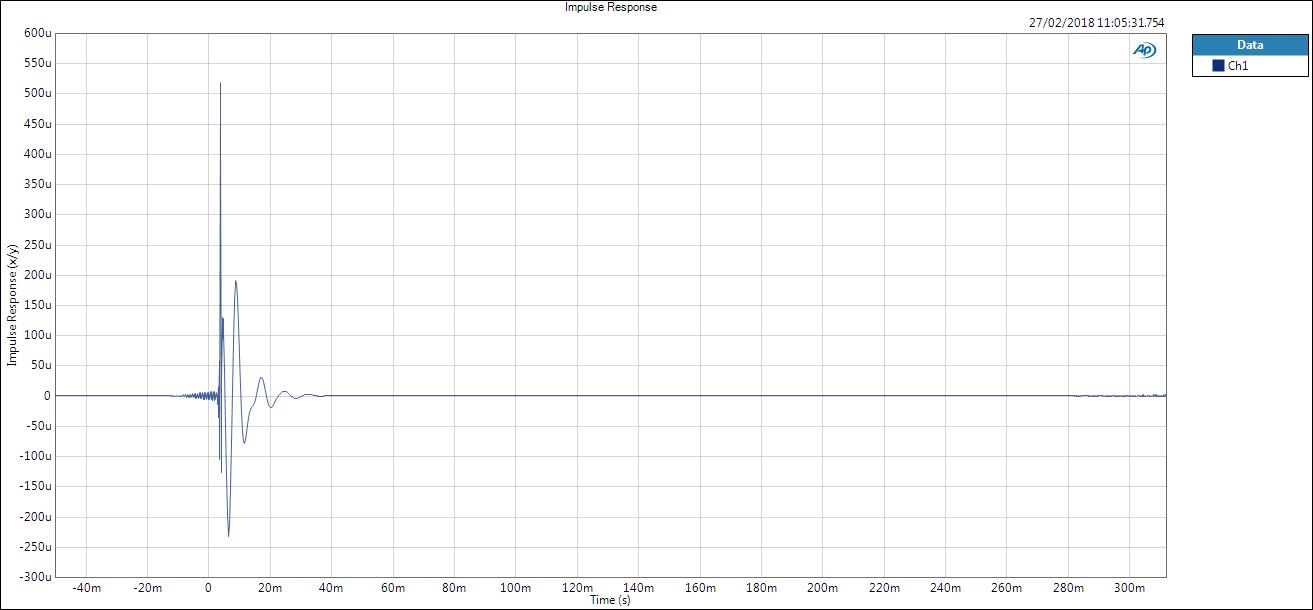 Impulse Response
27/02/2018 11:05:31.754
Data
Ch1
AP
Impulse Response (x/y)
600u
550u
500u
450u
400u
350u
300u
250u
200u
150u
100u
50u
0
-50u
-100u
-150u
-200u
-250u
-300u
-40m -20m 0 20m 40m 60m 80m 100m 120m 140m 160m 180m 200m 220m 240m 260m 280m 300m
Time (s)